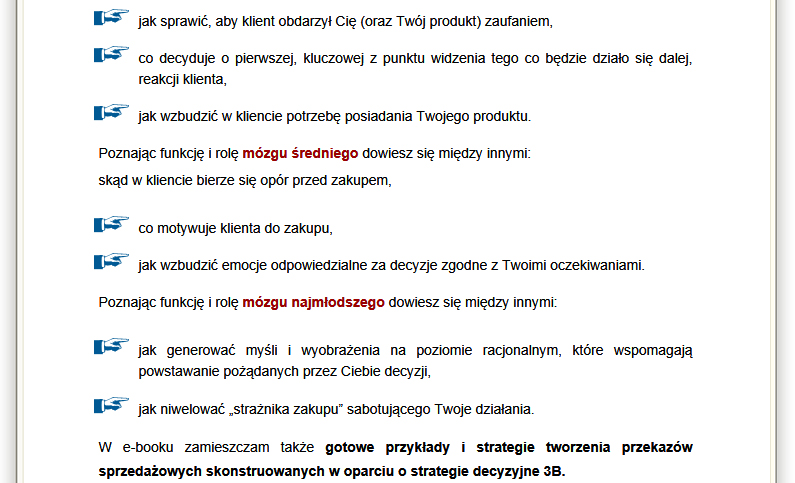 jak sprawić, aby klient obdarzył Cię (oraz Twój produkt) zaufaniem,
co decyduje o pierwszej, kluczowej z punktu widzenia tego co będzie działo się dalej,
reakcji klienta,
jak wzbudzić w kliencie potrzebę posiadania Twojego produktu.
Poznając funkcję i rolę mózgu średniego dowiesz się między innymi:
skąd w kliencie bierze się opór przed zakupem,
co motywuje klienta do zakupu,
jak wzbudzić emocje odpowiedzialne za decyzje zgodne z Twoimi oczekiwaniami.
Poznając funkcję i rolę mózgu najmłodszego dowiesz się między innymi:
jak generować myśli i wyobrażenia na poziomie racjonalnym, które wspomagają
powstawanie pożądanych przez Ciebie decyzji,
jak niwelować „strażnika zakupu” sabotującego Twoje działania.
W e-booku zamieszczam także gotowe przykłady i strategie tworzenia przekazów
sprzedażowych skonstruowanych w oparciu o strategie decyzyjne 3B.